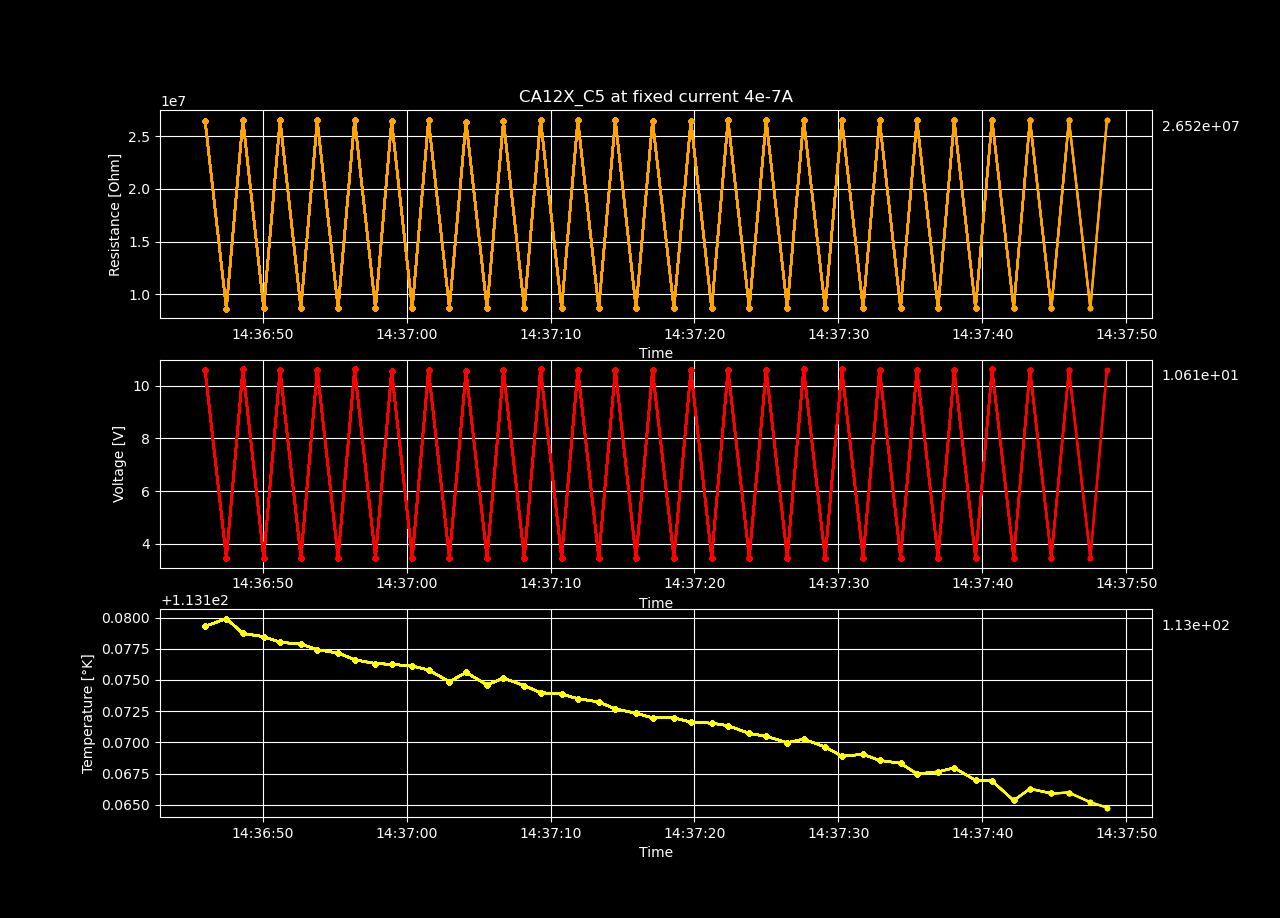 CA12X_C5 at fixed current 4e-7A
1e7
2.652e+07
Resistance [Ohm]
2.5
2.0
1.5
1.0
14:36:50 14:37:00 14:37:10 14:37:20 14:37:30 14:37:40 14:37:50
Time
1.061e+01
Voltage [V]
10
8
6
4
14:36:50 14:37:00 14:37:10 14:37:20 14:37:30 14:37:40 14:37:50
Time
+1.131e2
1.13e+02
Temperature [°K]
0.0800
0.0775
0.0750
0.0725
0.0700
0.0675
0.0650
14:36:50 14:37:00 14:37:10 14:37:20 14:37:30 14:37:40 14:37:50
Time